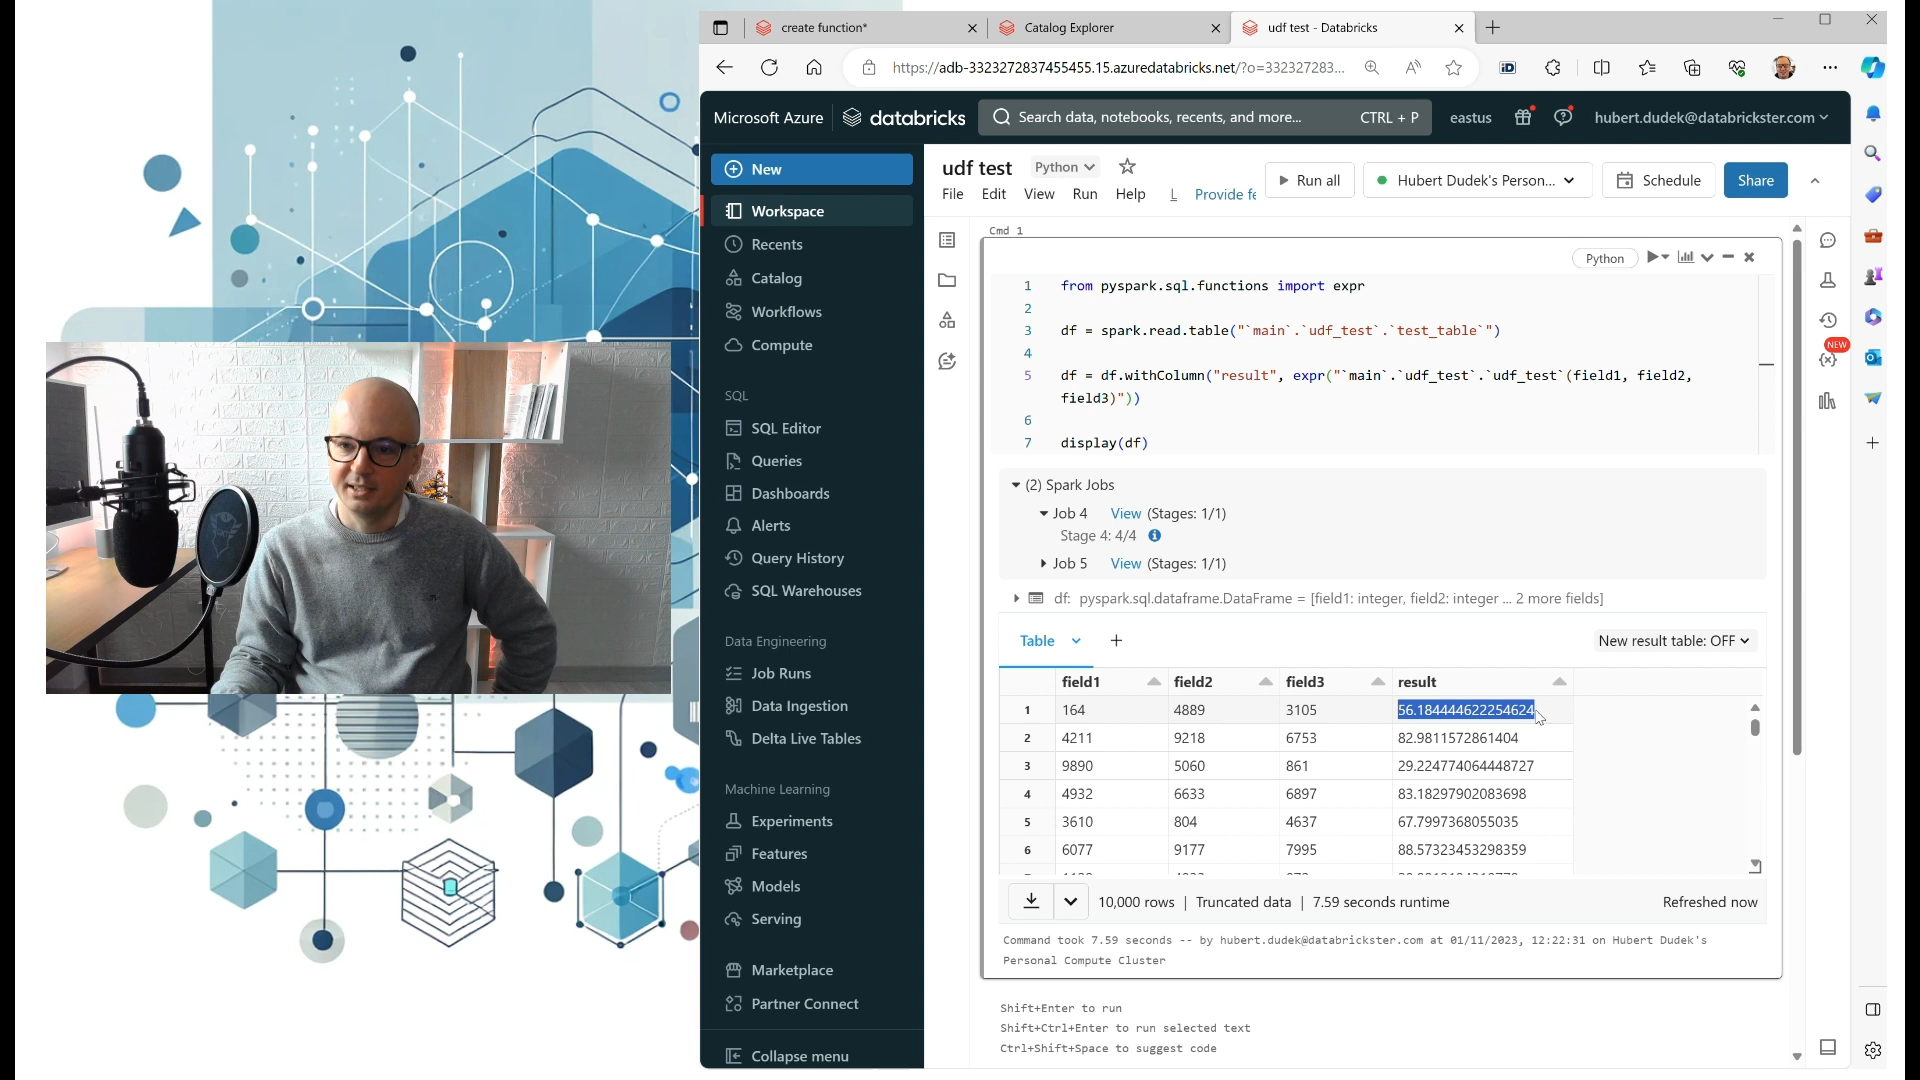 create function*
Catalog Explorer
udf test - Databricks
https://adb-3323272837455455.15.azuredatabricks.net/?o=332327283...
Microsoft Azure
databricks
Search data, notebooks, recents, and more...
CTRL + P
eastus
hubert.dudek@databrickster.com
New
Workspace
Recents
Catalog
Workflows
Compute
SQL
SQL Editor
Queries
Dashboards
Alerts
Query History
SQL Warehouses
Data Engineering
Job Runs
Data Ingestion
Delta Live Tables
Machine Learning
Experiments
Features
Models
Serving
Marketplace
Partner Connect
Collapse menu
udf test
Python
File Edit View Run Help
Provide fe
Run all
Hubert Dudek's Person...
Schedule
Share
Cmd 1
Python
1 from pyspark.sql.functions import expr
2
3 df = spark.read.table("`main`.`udf_test`.`test_table`")
4
5 df = df.withColumn("result", expr("`main`.`udf_test`.`udf_test`(field1, field2,
field3)"))
6
7 display(df)
(2) Spark Jobs
Job 4 View (Stages: 1/1)
Stage 4: 4/4
Job 5 View (Stages: 1/1)
df: pyspark.sql.dataframe.DataFrame = [field1: integer, field2: integer ... 2 more fields]
Table
New result table: OFF
field1 field2 field3 result
1 164 4889 3105 56.184444622254624
2 4211 9218 6753 82.9811572861404
3 9890 5060 861 29.224774064448727
4 4932 6633 6897 83.18297902083698
5 3610 804 4637 67.7997368055035
6 6077 9177 7995 88.57323453298359
10,000 rows | Truncated data | 7.59 seconds runtime
Refreshed now
Command took 7.59 seconds -- by hubert.dudek@databrickster.com at 01/11/2023, 12:22:31 on Hubert Dudek's
Personal Compute Cluster
Shift+Enter to run
Shift+Ctrl+Enter to run selected text
Ctrl+Shift+Space to suggest code
NEW
iD